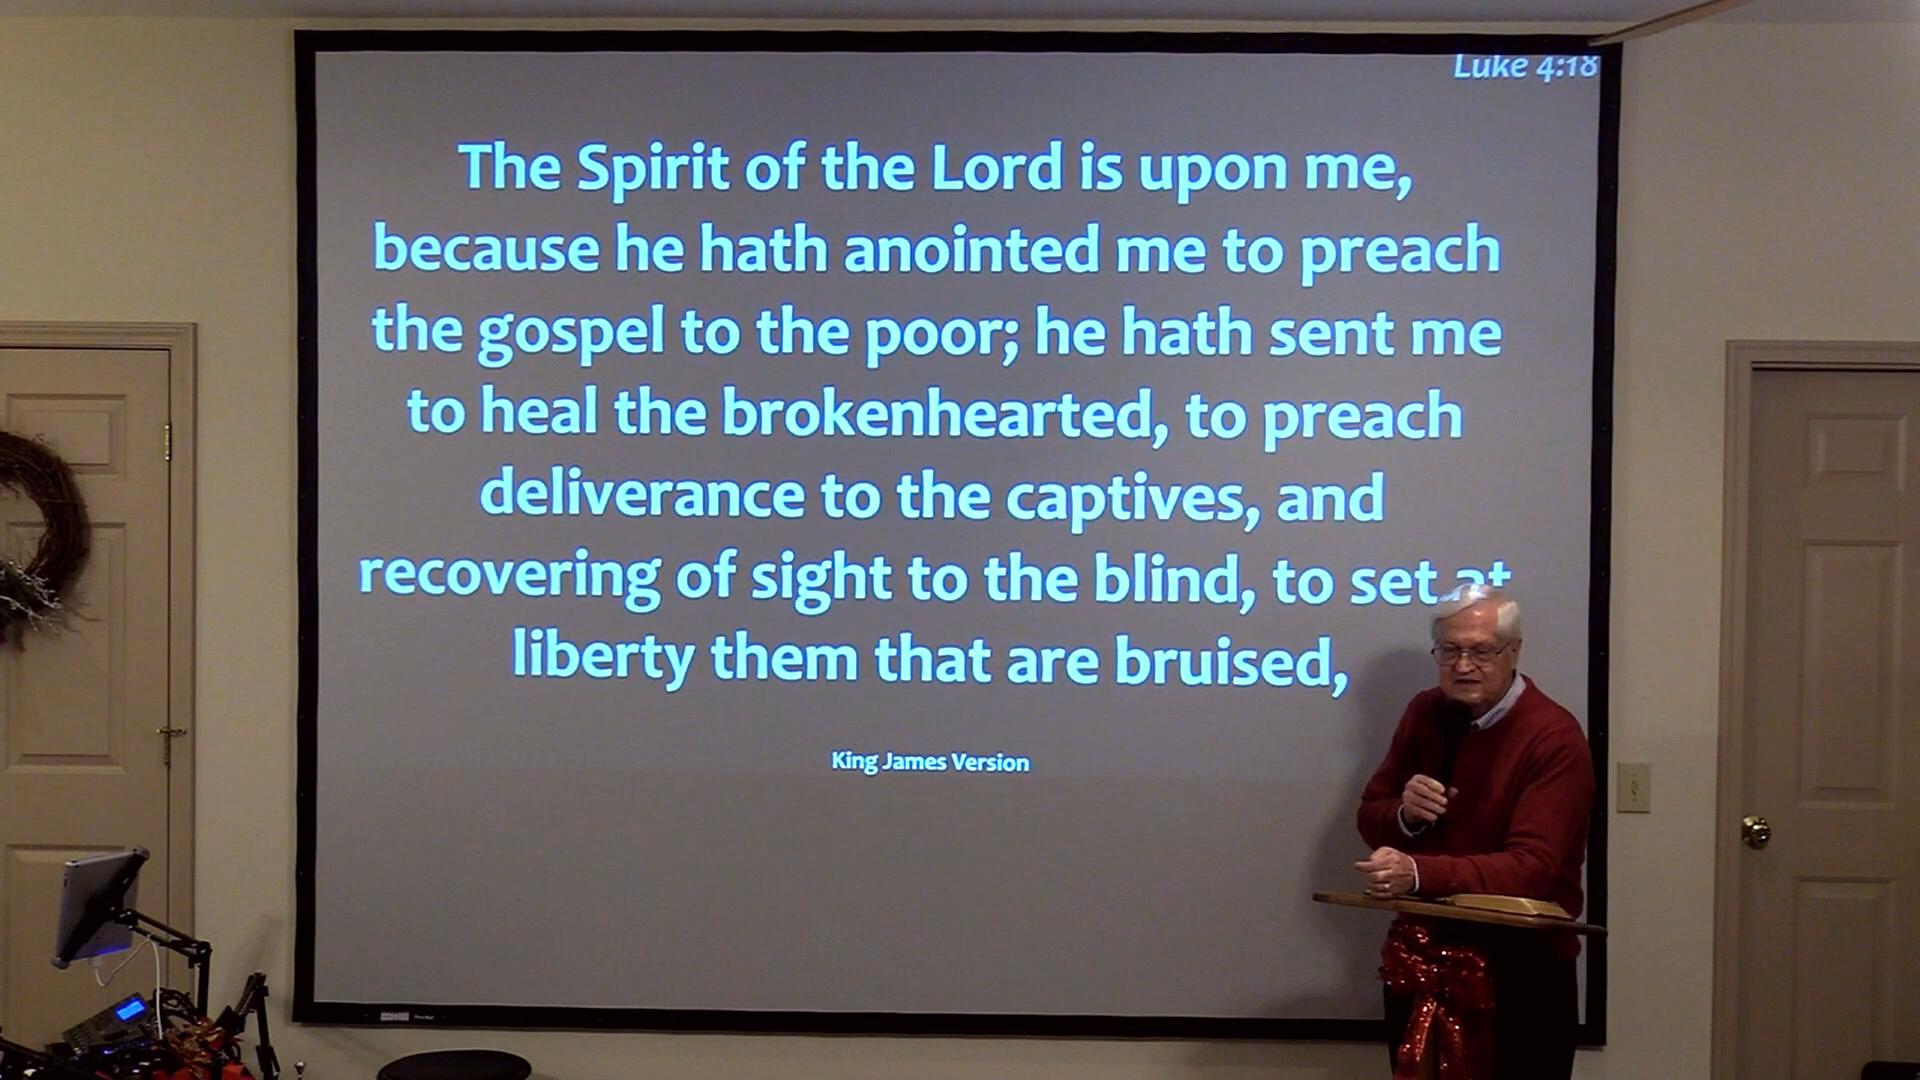 Luke 4:18
The Spirit of the Lord is upon me,
because he hath anointed me to preach
the gospel to the poor; he hath sent me
to heal the brokenhearted, to preach
deliverance to the captives, and
recovering of sight to the blind, to set at
liberty them that are bruised,
King James Version